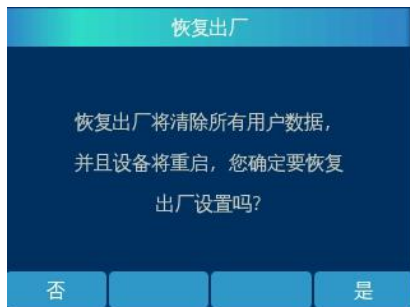 恢复出厂
恢复出厂将清除所有用户数据，
并且设备将重启，您确定要恢复
出厂设置吗?
否
是